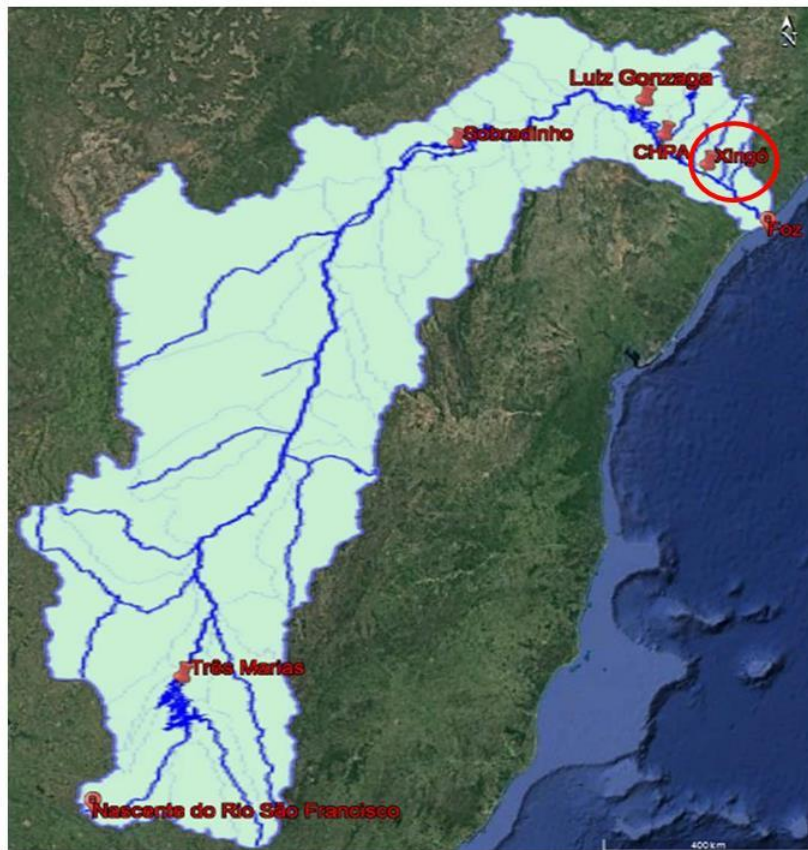 N
Luiz Gonzaga
Sobradinho
CHPA
Xingó
Foz
Três Marias
Nascente do Rio São Francisco
400 km